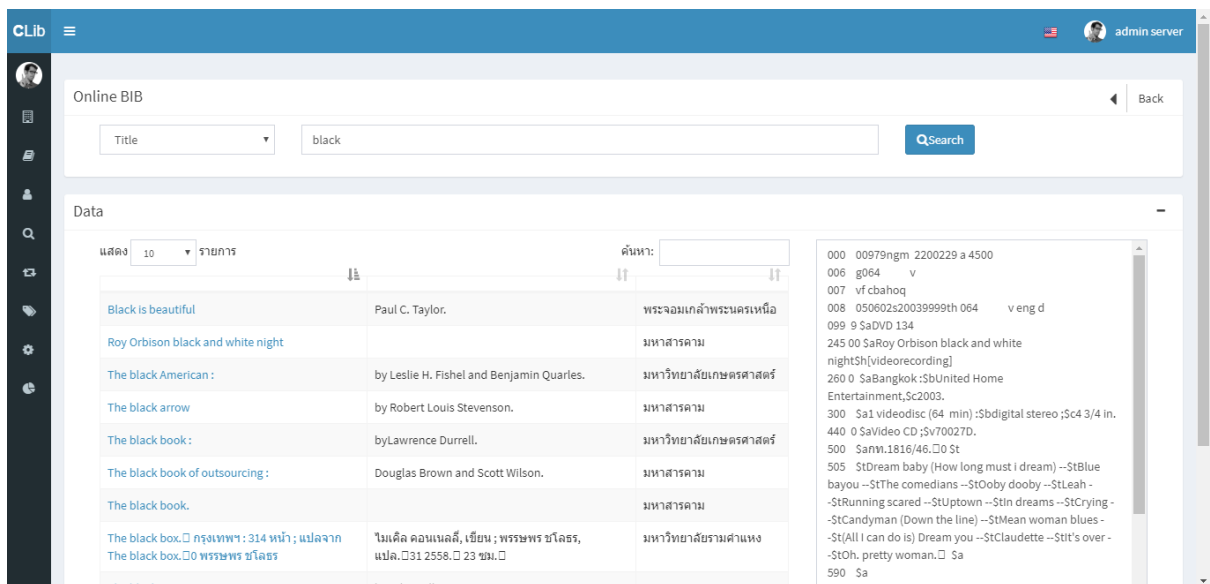 CLib
admin server
Online BIB
Back
Title
black
Search
Data
แสดง 10 รายการ
ค้นหา:
Black is beautiful Paul C. Taylor. พระจอมเกล้าพระนครเหนือ
Roy Orbison black and white night มหาสารคาม
The black American : by Leslie H. Fishel and Benjamin Quarles. มหาวิทยาลัยเกษตรศาสตร์
The black arrow by Robert Louis Stevenson. มหาสารคาม
The black book : byLawrence Durrell. มหาวิทยาลัยเกษตรศาสตร์
The black book of outsourcing : Douglas Brown and Scott Wilson. มหาสารคาม
The black book. มหาสารคาม
The black box.□ กรุงเทพฯ : 314 หน้า ; แปลจาก
The black box.□0 พรรษพร ชโลธร
ไมเคิล คอนเนลลี่, เขียน ; พรรษพร ชโลธร,
แปล.□31 2558.□ 23 ซม.□
มหาวิทยาลัยรามคำแหง
000 00979ngm 2200229 a 4500
006 g064 v
007 vf cbahoq
008 050602s20039999th 064 v eng d
099 9 $aDVD 134
245 00 $aRoy Orbison black and white
night$h[videorecording]
260 0 $aBangkok :$bUnited Home
Entertainment,$c2003.
300 $a1 videodisc (64 min) :$bdigital stereo ;$c4 3/4 in.
440 0 $aVideo CD ;$v70027D.
500 $aกท.1816/46.□0 $t
505 $tDream baby (How long must i dream) --$tBlue
bayou --$tThe comedians --$tOoby dooby --$tLeah -
-$tRunning scared --$tUptown --$tIn dreams --$tCrying -
-$tCandyman (Down the line) --$tMean woman blues -
-$t(All I can do is) Dream you --$tClaudette --$tIt's over -
-$tOh. pretty woman.□ $a
590 $a